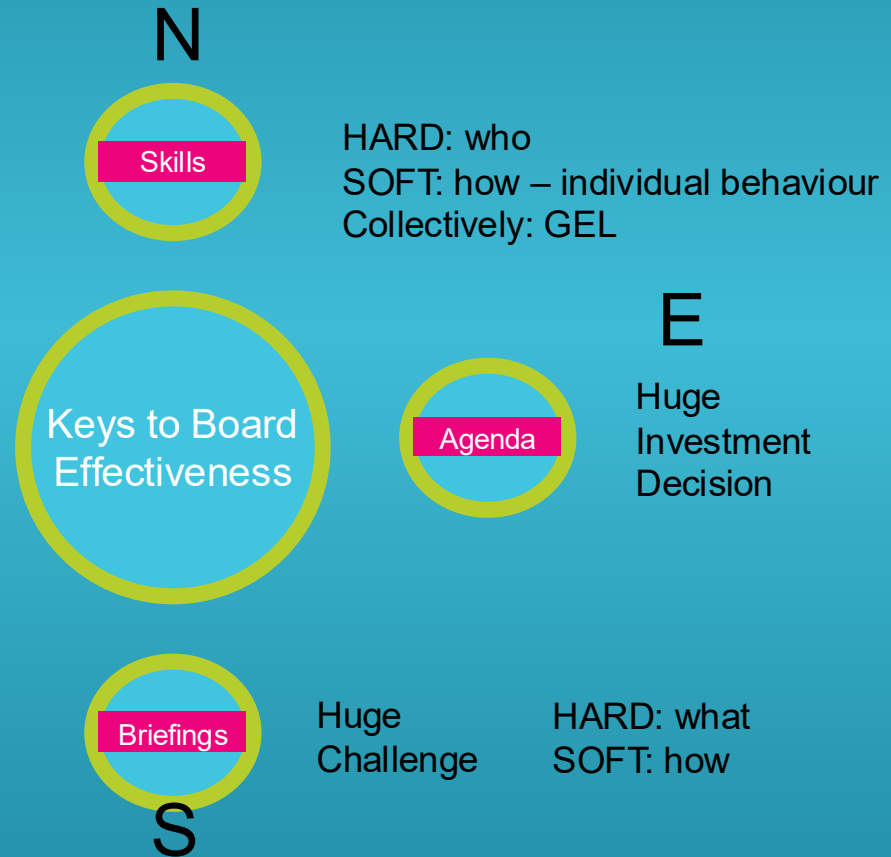 N
Skills
HARD: who
SOFT: how – individual behaviour
Collectively: GEL
Keys to Board
Effectiveness
E
Agenda
Huge
Investment
Decision
Briefings
Huge
Challenge
HARD: what
SOFT: how
S